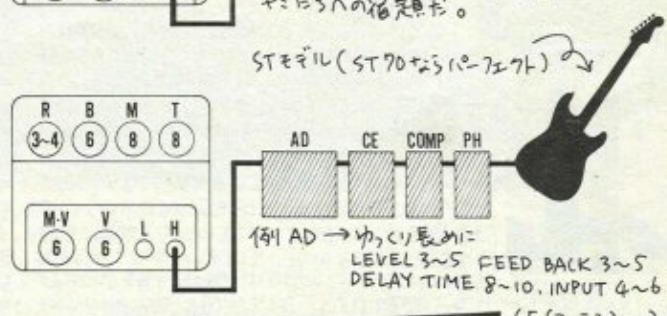 やつらへの宿題だ。
STモデル(ST70ならパーフェクト)
R B M T
3~4 6 8 8
AD CE COMP PH
M·V V L H
6 6
例 AD → ゆっくり長めに
LEVEL 3~5 FEED BACK 3~5
DELAY TIME 8~10. INPUT 4~6